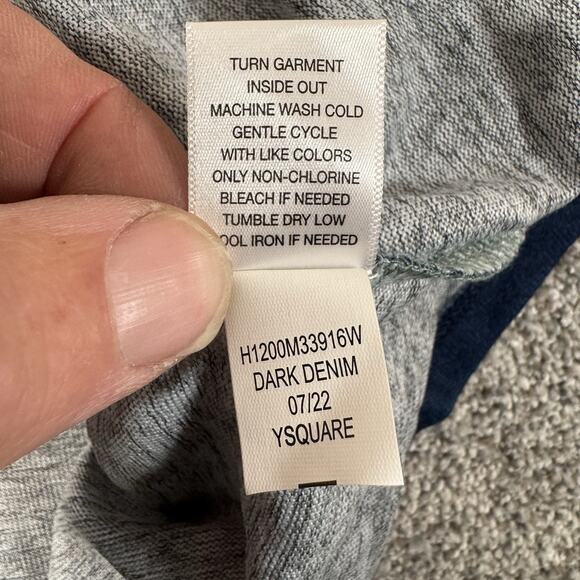 TURN GARMENT
INSIDE OUT
MACHINE WASH COLD
GENTLE CYCLE
WITH LIKE COLORS
ONLY NON-CHLORINE
BLEACH IF NEEDED
TUMBLE DRY LOW
OOL IRON IF NEEDED
H1200M33916W
DARK DENIM
07/22
YSQUARE